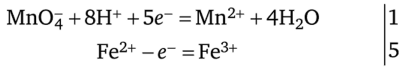 MnO₄⁻ + 8H⁺ + 5e⁻ = Mn²⁺ + 4H₂O | 1
Fe²⁺ − e⁻ = Fe³⁺ | 5